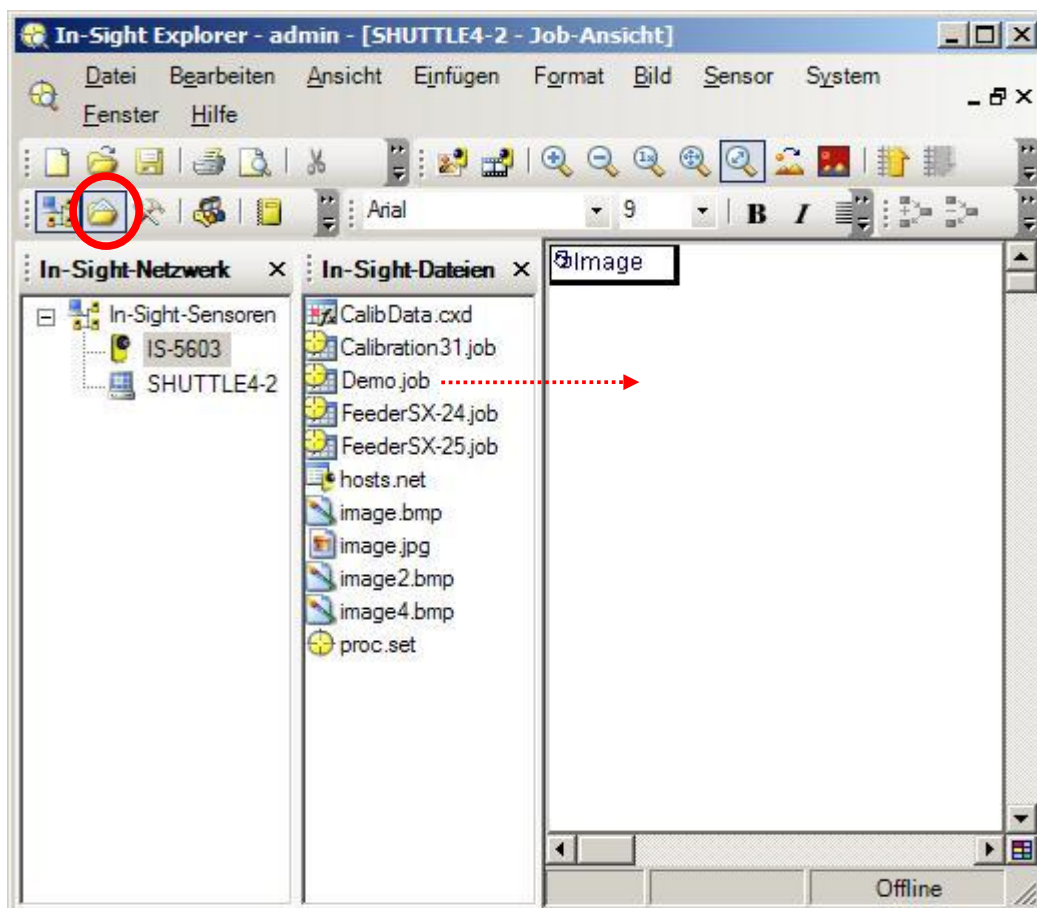 In-Sight Explorer - admin - [SHUTTLE4-2 - Job-Ansicht]
Datei Bearbeiten Ansicht Einfügen Format Bild Sensor System
Fenster Hilfe
Arial 9 B I
In-Sight-Netzwerk
In-Sight-Sensoren
IS-5603
SHUTTLE4-2
In-Sight-Dateien
CalibData.cxd
Calibration31.job
Demo.job
FeederSX-24.job
FeederSX-25.job
hosts.net
image.bmp
image.jpg
image2.bmp
image4.bmp
proc.set
Image
Offline